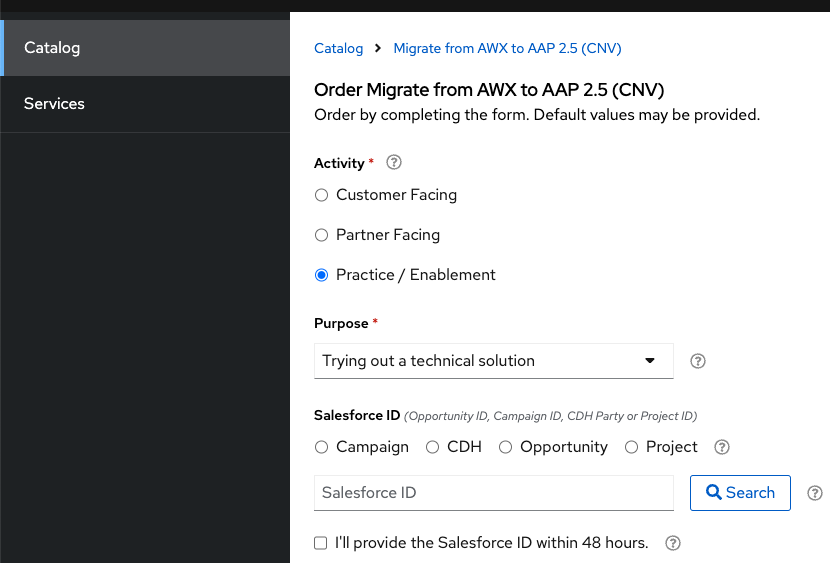 Catalog
Services
Catalog > Migrate from AWX to AAP 2.5 (CNV)
Order Migrate from AWX to AAP 2.5 (CNV)
Order by completing the form. Default values may be provided.
Activity *
Customer Facing
Partner Facing
Practice / Enablement
Purpose *
Trying out a technical solution
Salesforce ID (Opportunity ID, Campaign ID, CDH Party or Project ID)
Campaign CDH Opportunity Project
Salesforce ID Search
I'll provide the Salesforce ID within 48 hours.